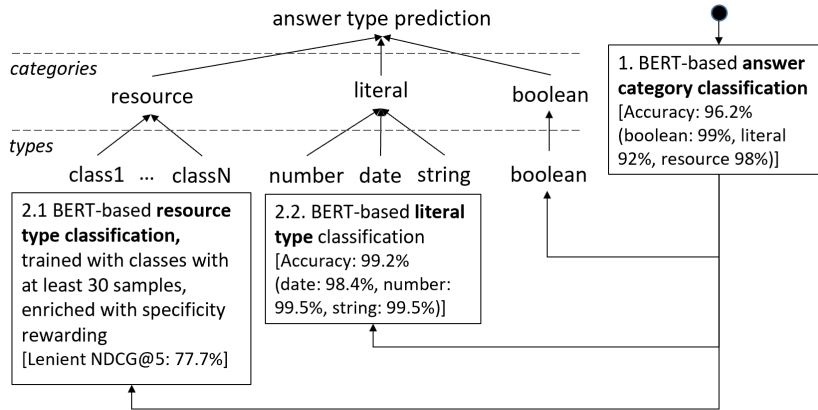 answer type prediction
categories
resource
literal
boolean
types
class1 ... classN
number date string
boolean
1. BERT-based answer
category classification
[Accuracy: 96.2%
(boolean: 99%, literal
92%, resource 98%)]
2.1 BERT-based resource
type classification,
trained with classes with
at least 30 samples,
enriched with specificity
rewarding
[Lenient NDCG@5: 77.7%]
2.2. BERT-based literal
type classification
[Accuracy: 99.2%
(date: 98.4%, number:
99.5%, string: 99.5%)]